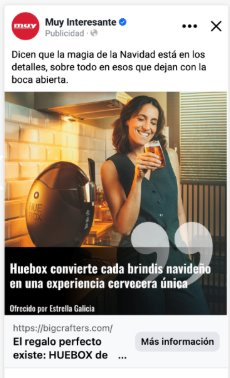 muy
Muy Interesante
Publicidad ·
Dicen que la magia de la Navidad está en los
detalles, sobre todo en esos que dejan con la
boca abierta.
Huebox convierte cada brindis navideño
en una experiencia cervecera única
Ofrecido por Estrella Galicia
https://bigcrafters.com/
El regalo perfecto
existe: HUEBOX de ...
Más información